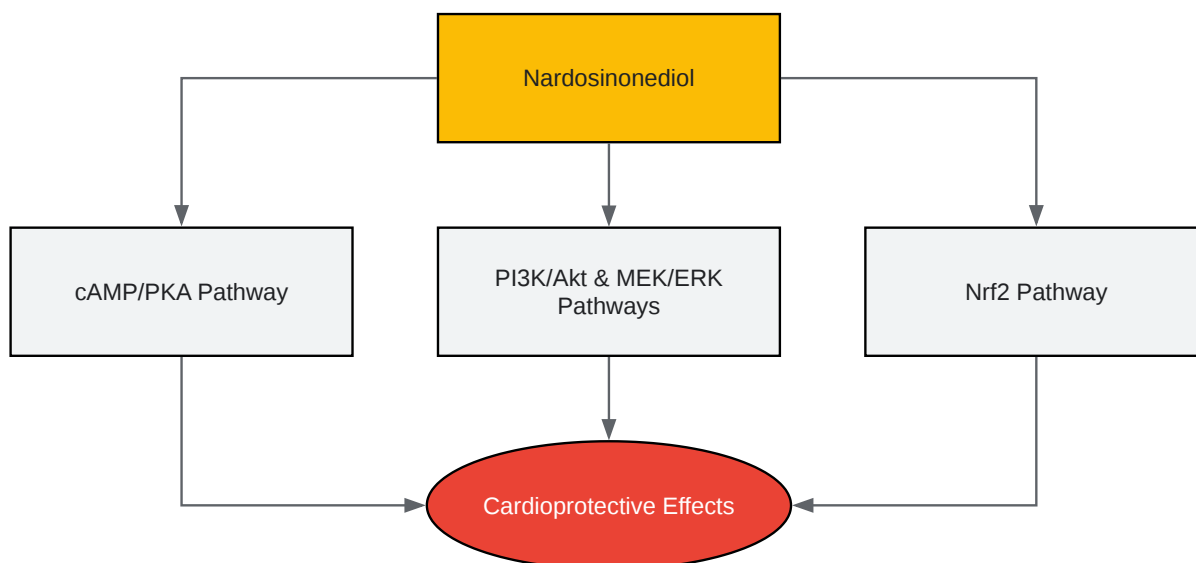 Nardosinonediol
cAMP/PKA Pathway
PI3K/Akt & MEK/ERK
Pathways
Nrf2 Pathway
Cardioprotective Effects